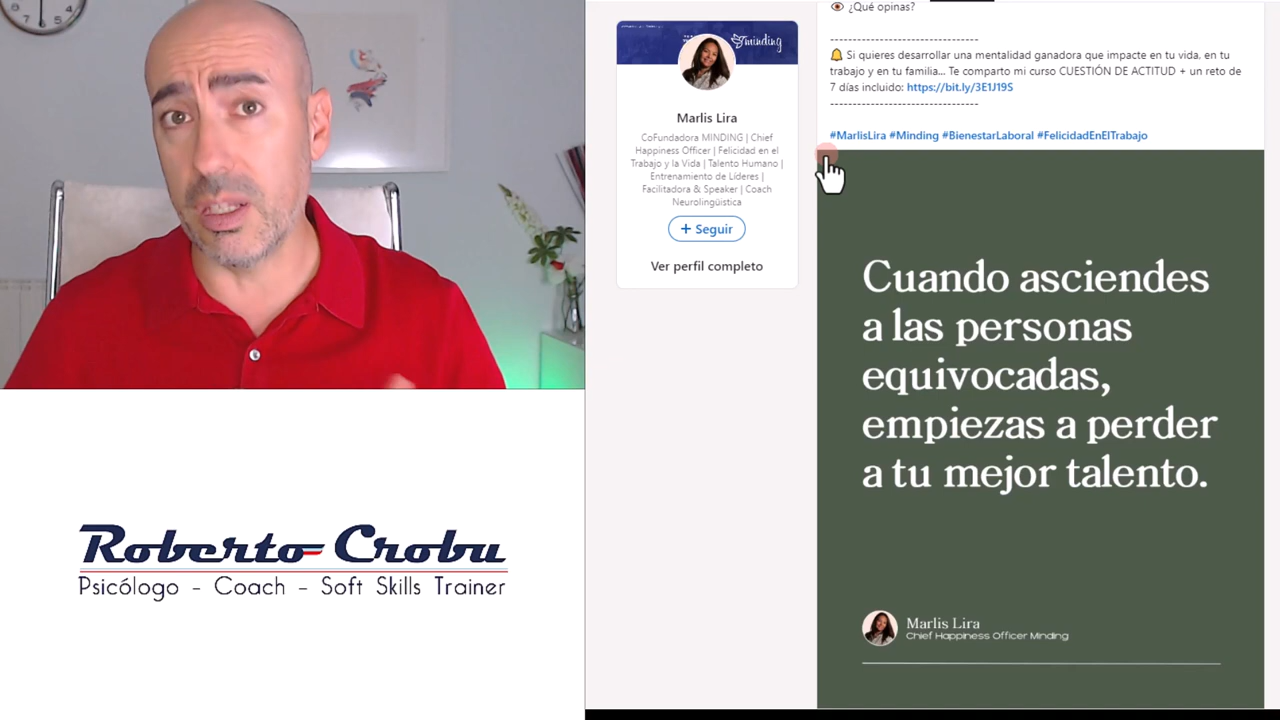 Roberto Crobu
Psicólogo - Coach - Soft Skills Trainer
minding
Marlis Lira
CoFundadora MINDING | Chief
Happiness Officer | Felicidad en el
Trabajo y la Vida | Talento Humano |
Entrenamiento de Líderes |
Facilitadora & Speaker | Coach
Neurolingüistica
+ Seguir
Ver perfil completo
¿Qué opinas?
--------------------------------
🔔 Si quieres desarrollar una mentalidad ganadora que impacte en tu vida, en tu
trabajo y en tu familia... Te comparto mi curso CUESTIÓN DE ACTITUD + un reto de
7 días incluido: https://bit.ly/3E1J19S
--------------------------------
#MarlisLira #Minding #BienestarLaboral #FelicidadEnElTrabajo
Cuando asciendes
a las personas
equivocadas,
empiezas a perder
a tu mejor talento.
Marlis Lira
Chief Happiness Officer Minding